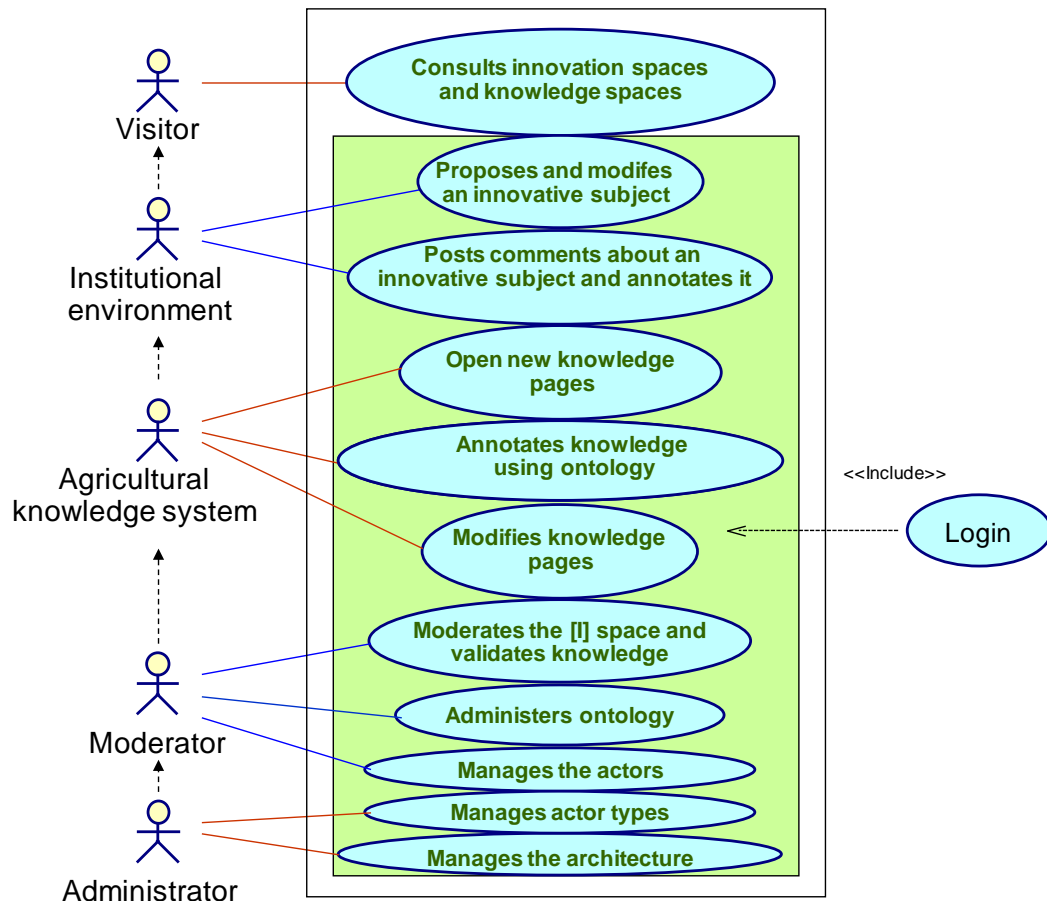 Consults innovation spaces
and knowledge spaces
Visitor
Proposes and modifes
an innovative subject
Institutional
environment
Posts comments about an
innovative subject and annotates it
Open new knowledge
pages
Annotates knowledge
using ontology
Agricultural
knowledge system
<<Include>>
Login
Modifies knowledge
pages
Moderates the [I] space and
validates knowledge
Moderator
Administers ontology
Manages the actors
Manages actor types
Manages the architecture
Administrator